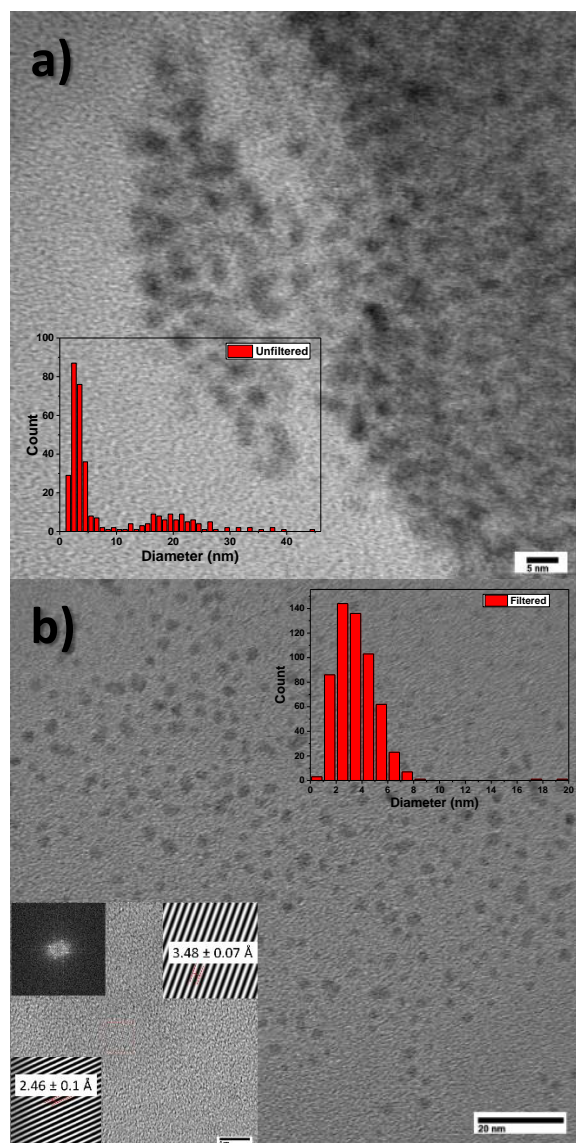 a)
100
80
60
40
20
0
Count
Unfiltered
0 10 20 30 40
Diameter (nm)
5 nm
b)
140
120
100
80
60
40
20
0
Count
Filtered
0 2 4 6 8 10 12 14 16 18 20
Diameter (nm)
3.48 ± 0.07 Å
2.46 ± 0.1 Å
20 nm